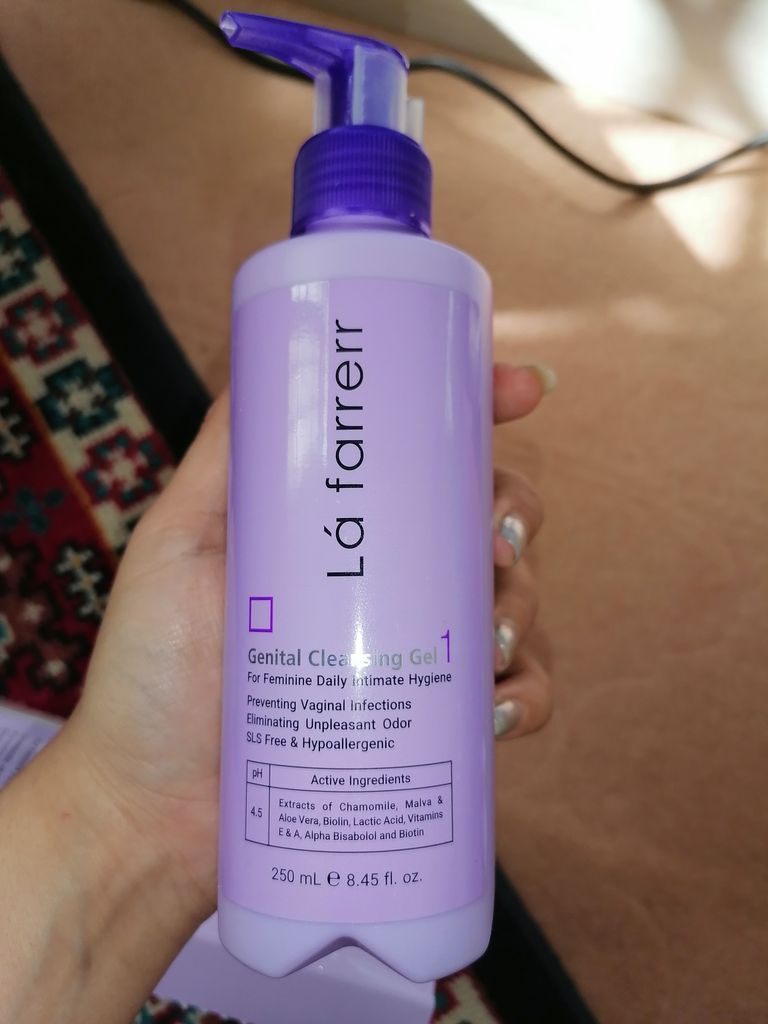 Lá farrerr
Genital Cleansing Gel 1
For Feminine Daily Intimate Hygiene
Preventing Vaginal Infections
Eliminating Unpleasant Odor
SLS Free & Hypoallergenic
pH
Active Ingredients
4.5
Extracts of Chamomile, Malva &
Aloe Vera, Biolin, Lactic Acid, Vitamins
E & A, Alpha Bisabolol and Biotin
250 mL ℮ 8.45 fl. oz.